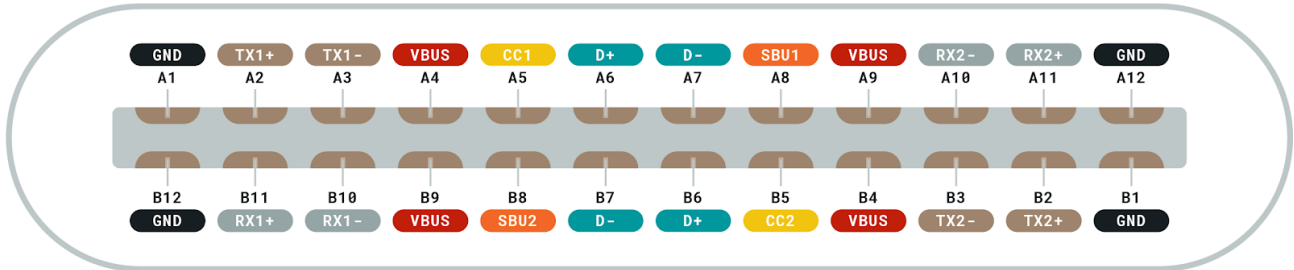 GND TX1+ TX1- VBUS CC1 D+ D- SBU1 VBUS RX2- RX2+ GND
A1 A2 A3 A4 A5 A6 A7 A8 A9 A10 A11 A12
B12 B11 B10 B9 B8 B7 B6 B5 B4 B3 B2 B1
GND RX1+ RX1- VBUS SBU2 D- D+ CC2 VBUS TX2- TX2+ GND